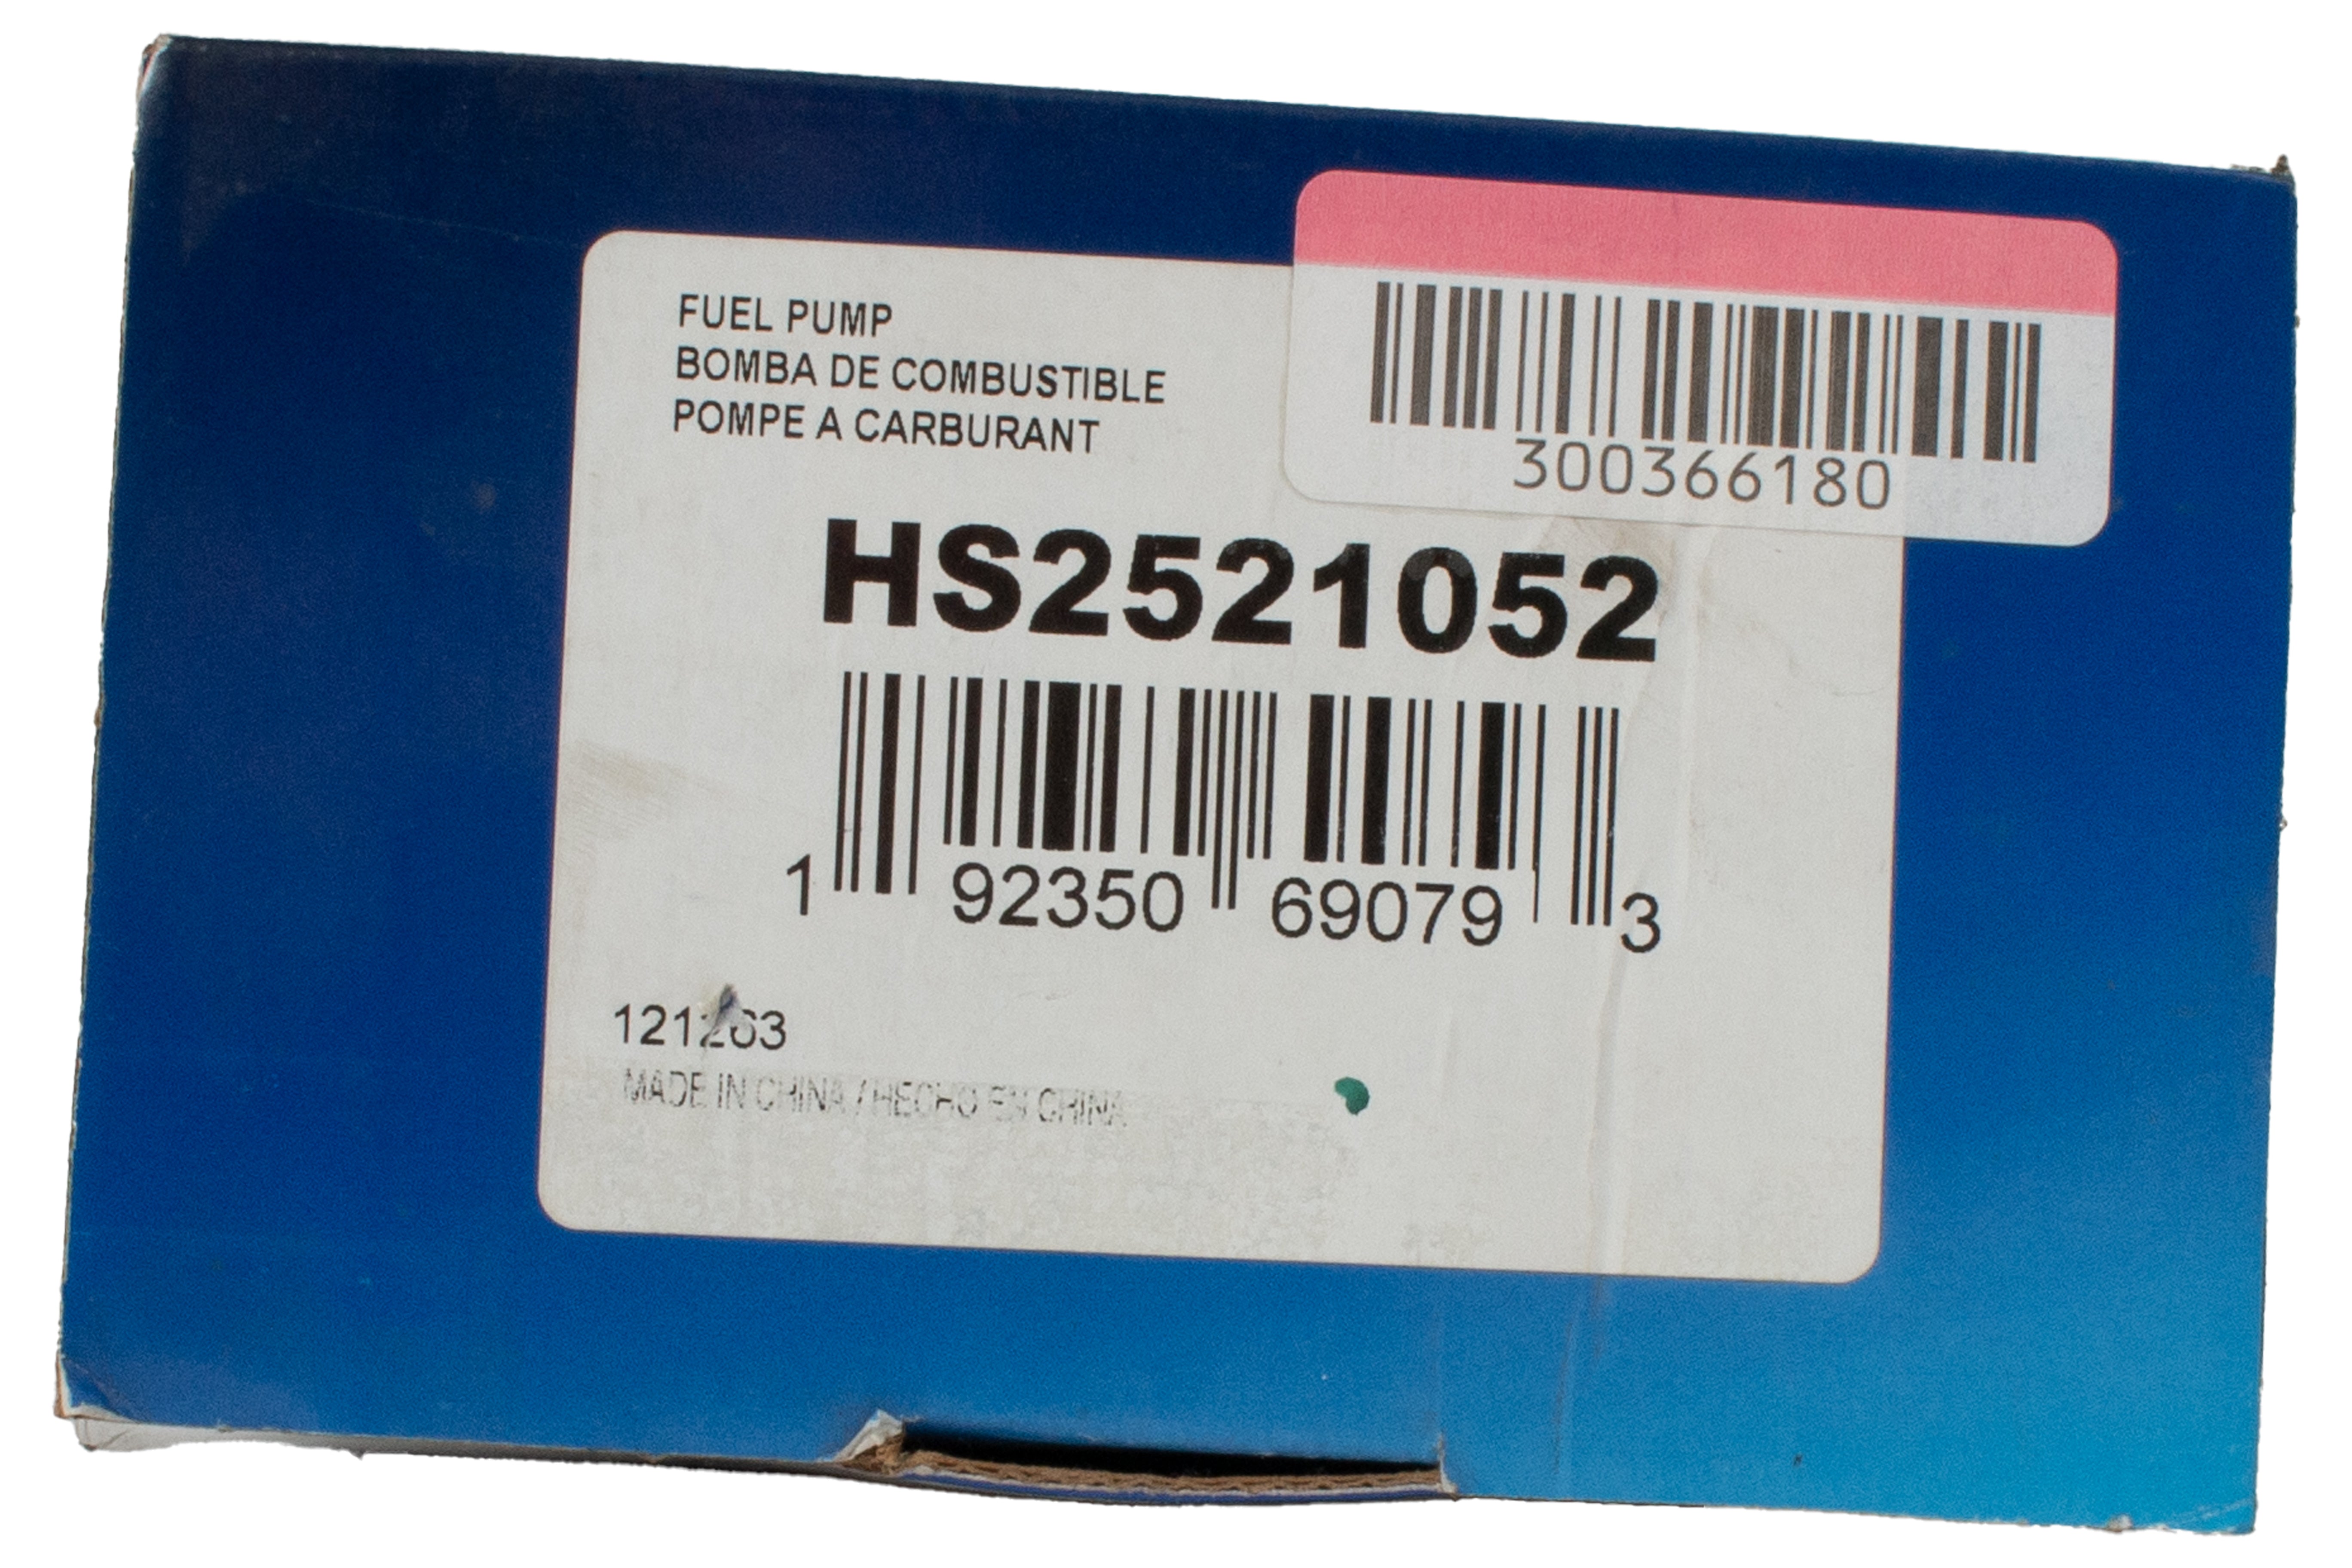 FUEL PUMP
BOMBA DE COMBUSTIBLE
POMPE A CARBURANT
300366180
HS2521052
1 92350 69079 3
121263
MADE IN CHINA / HECHO EN CHINA